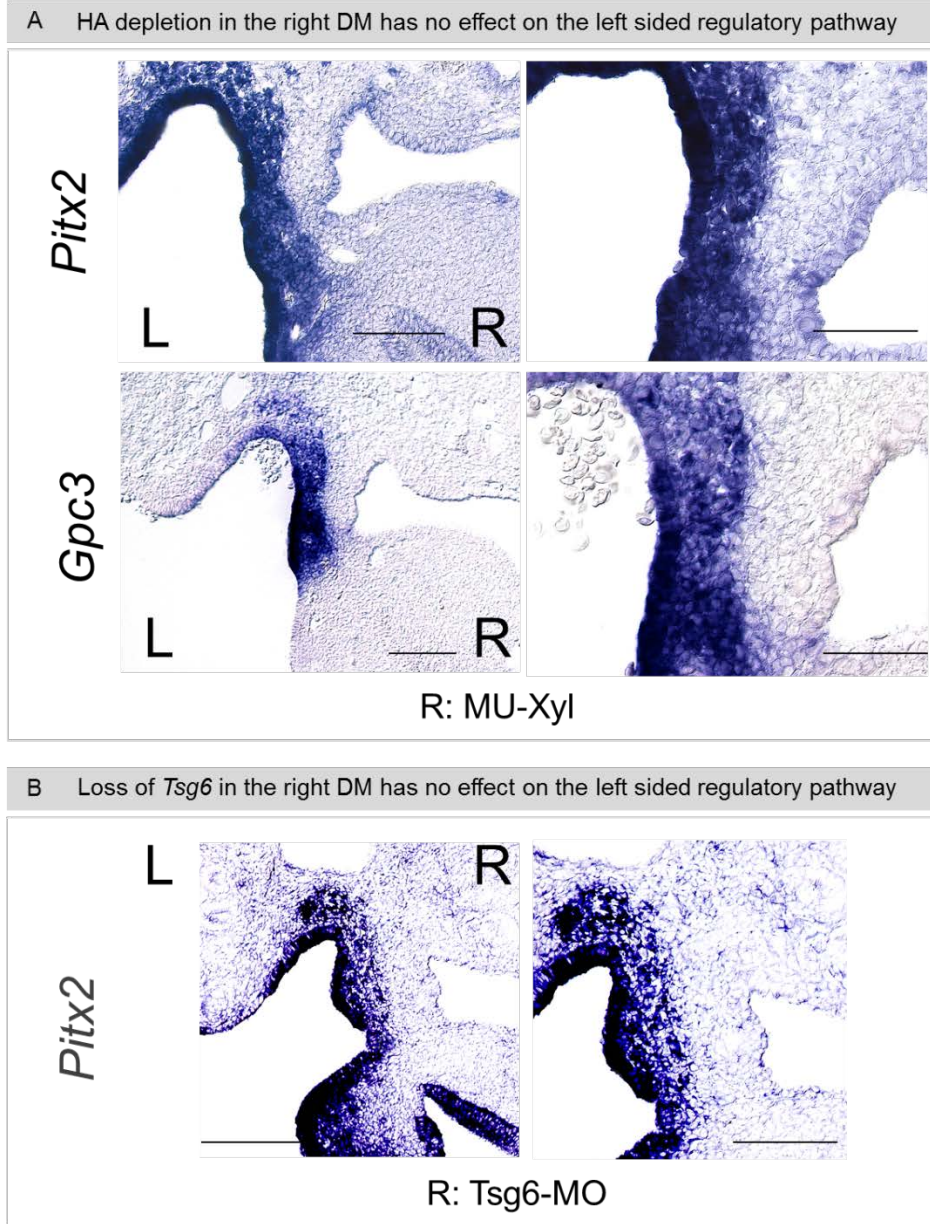 A HA depletion in the right DM has no effect on the left sided regulatory pathway
Pitx2
L R
Gpc3
L R
R: MU-Xyl
B Loss of Tsg6 in the right DM has no effect on the left sided regulatory pathway
L R
Pitx2
R: Tsg6-MO